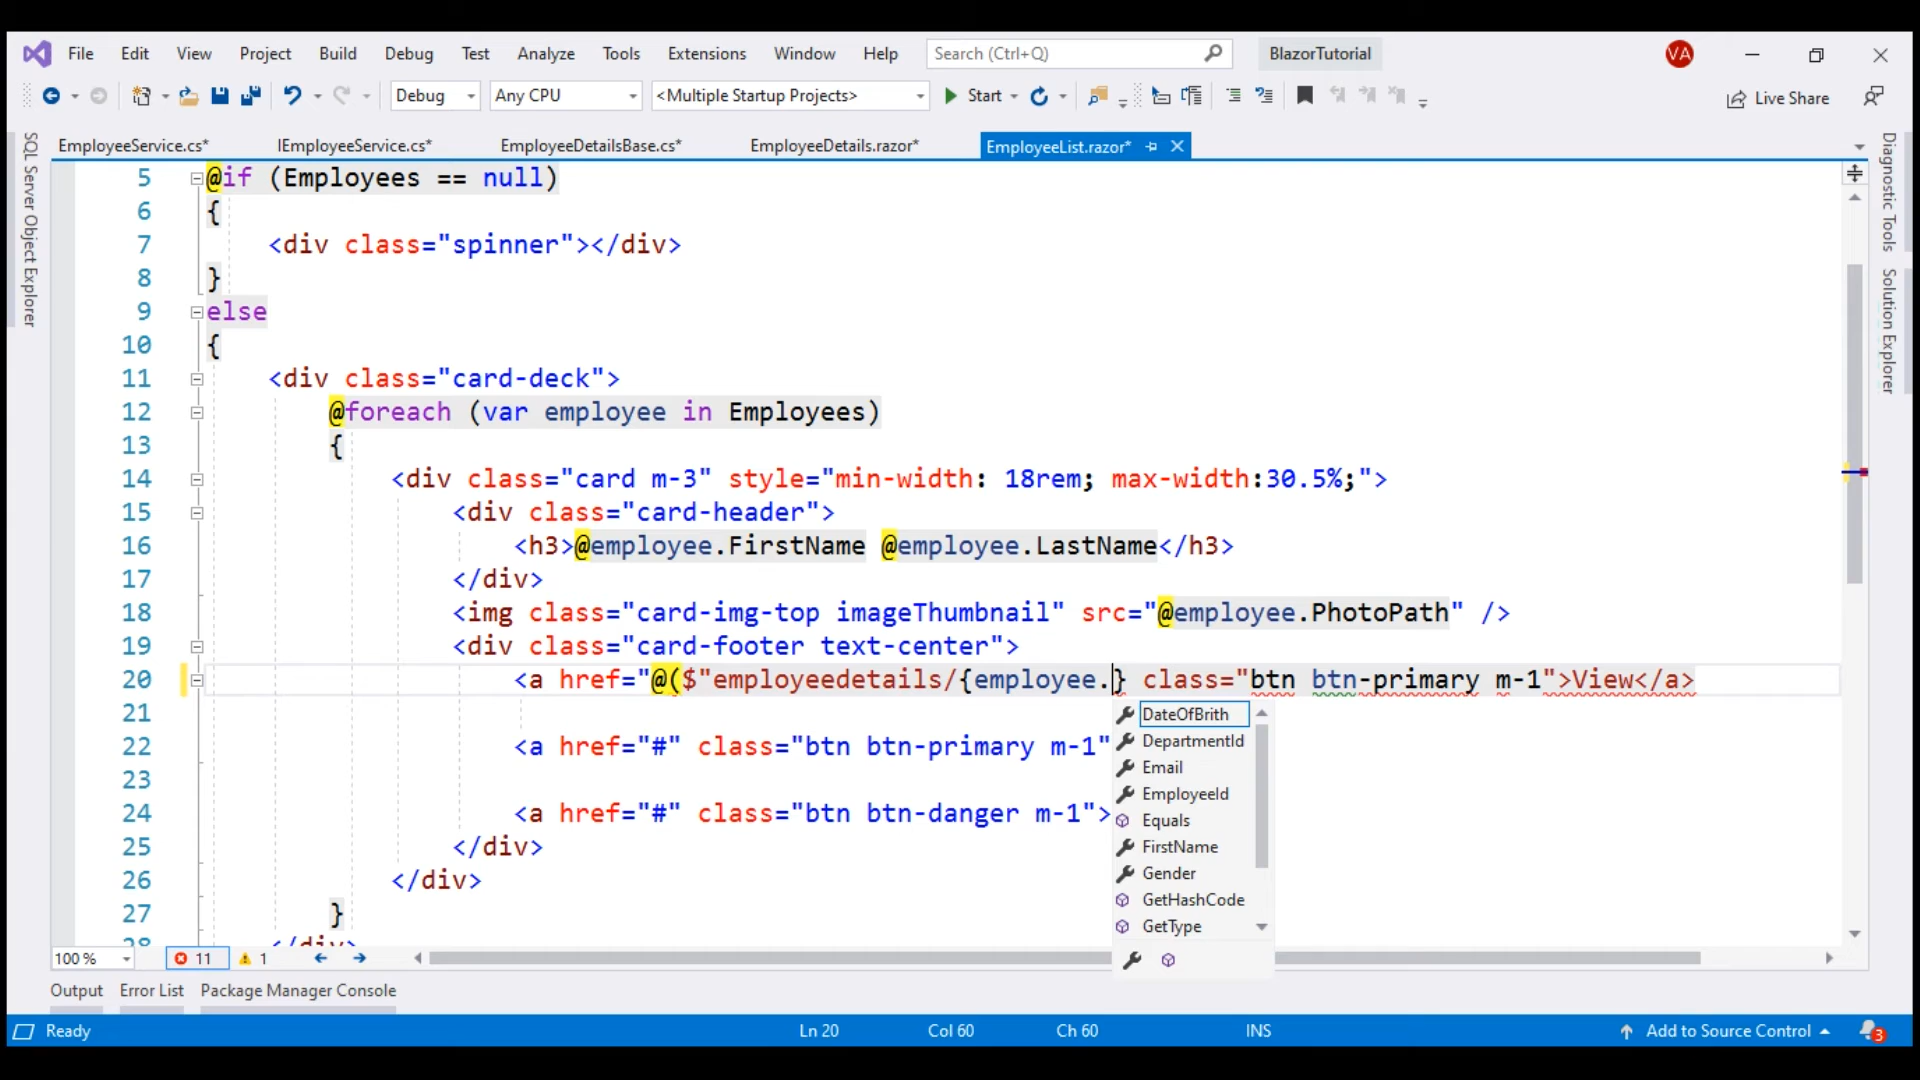 File Edit View Project Build Debug Test Analyze Tools Extensions Window Help Search (Ctrl+Q) BlazorTutorial VA
Debug Any CPU <Multiple Startup Projects> Start Live Share
EmployeeService.cs* IEmployeeService.cs* EmployeeDetailsBase.cs* EmployeeDetails.razor* EmployeeList.razor*
SQL Server Object Explorer
Diagnostic Tools
Solution Explorer
5 @if (Employees == null)
6 {
7 <div class="spinner"></div>
8 }
9 else
10 {
11 <div class="card-deck">
12 @foreach (var employee in Employees)
13 {
14 <div class="card m-3" style="min-width: 18rem; max-width:30.5%;">
15 <div class="card-header">
16 <h3>@employee.FirstName @employee.LastName</h3>
17 </div>
18 <img class="card-img-top imageThumbnail" src="@employee.PhotoPath" />
19 <div class="card-footer text-center">
20 <a href="@($"employeedetails/{employee.} class="btn btn-primary m-1">View</a>
21
22 <a href="#" class="btn btn-primary m-1"
23
24 <a href="#" class="btn btn-danger m-1">
25 </div>
26 </div>
27 }
28 </div>
DateOfBrith
DepartmentId
Email
EmployeeId
Equals
FirstName
Gender
GetHashCode
GetType
100 % 11 1
Output Error List Package Manager Console
Ready Ln 20 Col 60 Ch 60 INS Add to Source Control 3